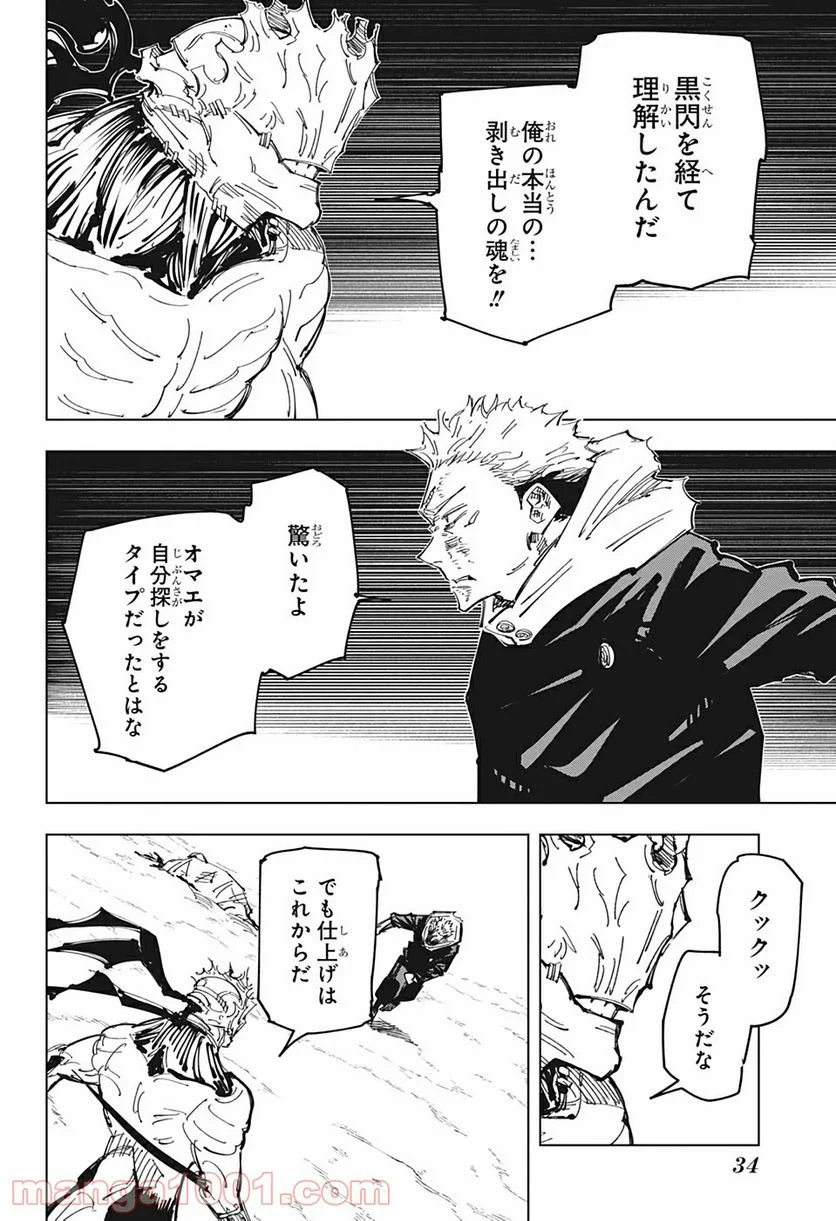 黒閃を経て
理解したんだ
俺の本当の…
剥き出しの魂を!!
驚いたよ
オマエが
自分探しをする
タイプだったとはな
クックッ
そうだな
でも仕上げは
これからだ
34
manga1001.com